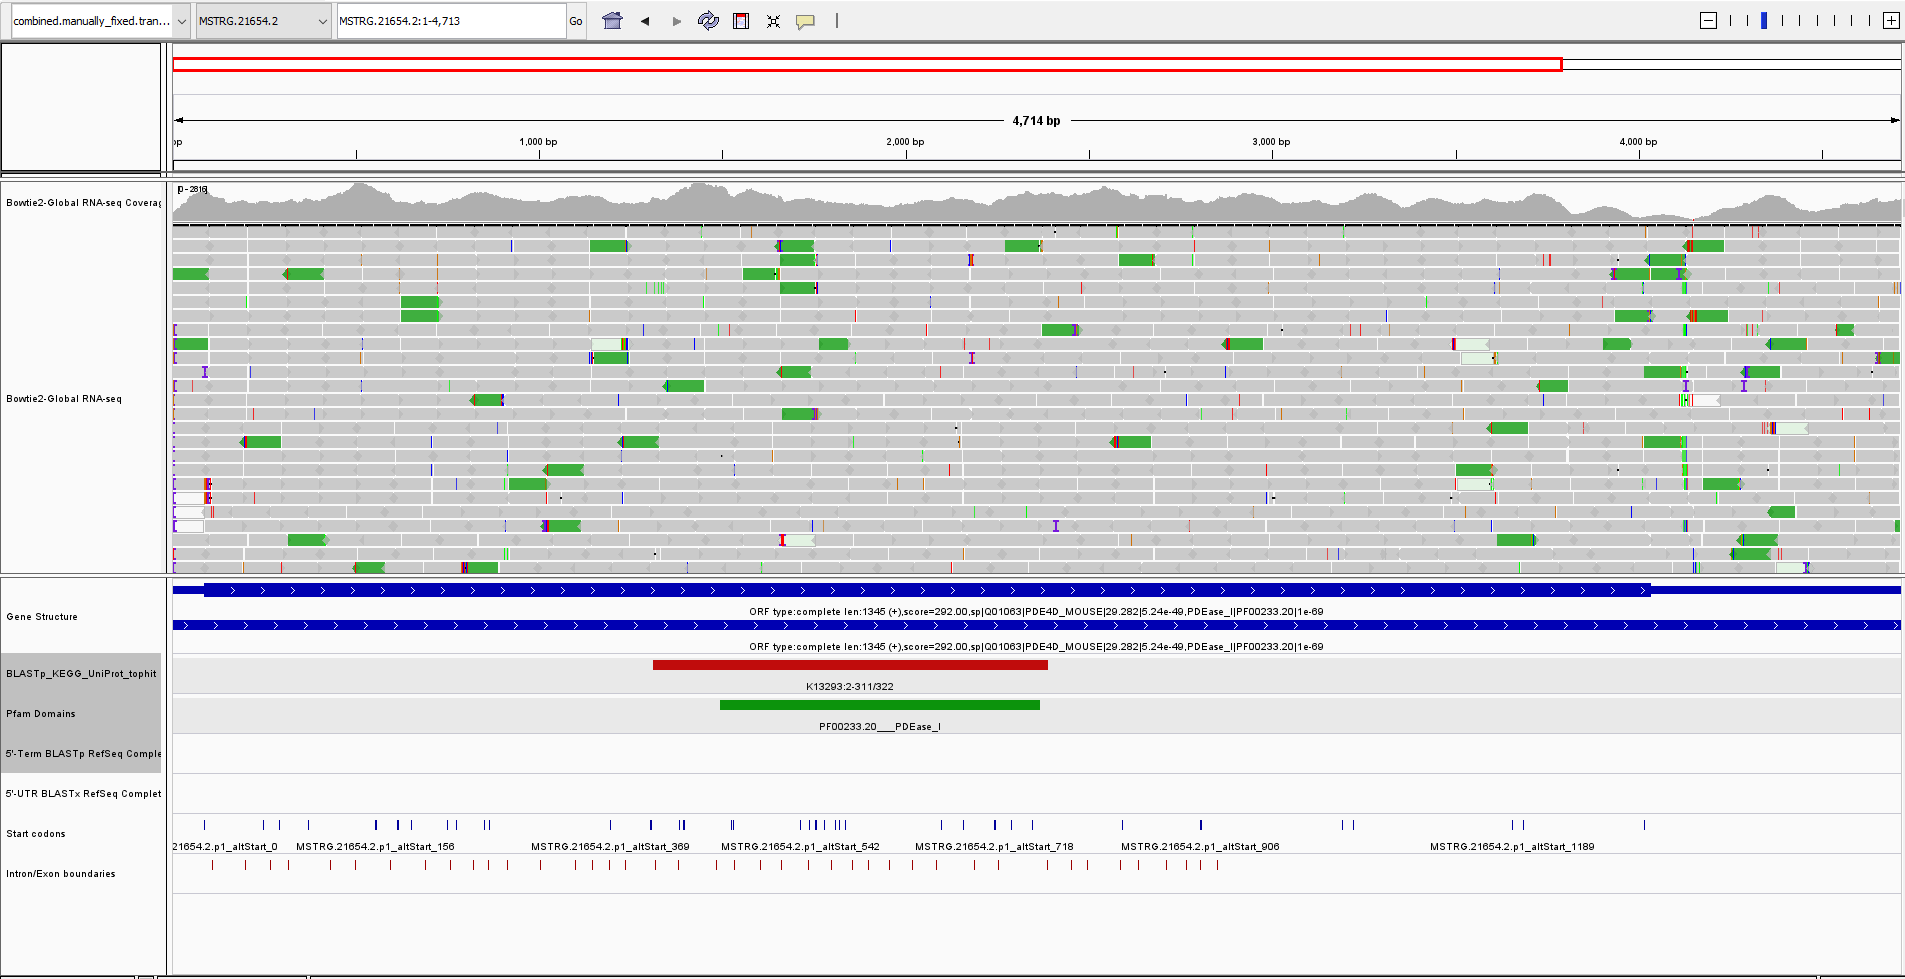 combined.manually_fixed.tran... MSTRG.21654.2 MSTRG.21654.2:1-4,713 Go
4,714 bp
bp 1,000 bp 2,000 bp 3,000 bp 4,000 bp
[0 - 2816]
Bowtie2-Global RNA-seq Coverag
Bowtie2-Global RNA-seq
ORF type:complete len:1345 (+),score=292.00,sp|Q01063|PDE4D_MOUSE|29.282|5.24e-49,PDEase_I|PF00233.20|1e-69
Gene Structure
ORF type:complete len:1345 (+),score=292.00,sp|Q01063|PDE4D_MOUSE|29.282|5.24e-49,PDEase_I|PF00233.20|1e-69
BLASTp_KEGG_UniProt_tophit
K13293:2-311/322
Pfam Domains
PF00233.20___PDEase_I
5'-Term BLASTp RefSeq Comple
5'-UTR BLASTx RefSeq Complet
Start codons
21654.2.p1_altStart_0 MSTRG.21654.2.p1_altStart_156 MSTRG.21654.2.p1_altStart_369 MSTRG.21654.2.p1_altStart_542 MSTRG.21654.2.p1_altStart_718 MSTRG.21654.2.p1_altStart_906 MSTRG.21654.2.p1_altStart_1189
Intron/Exon boundaries